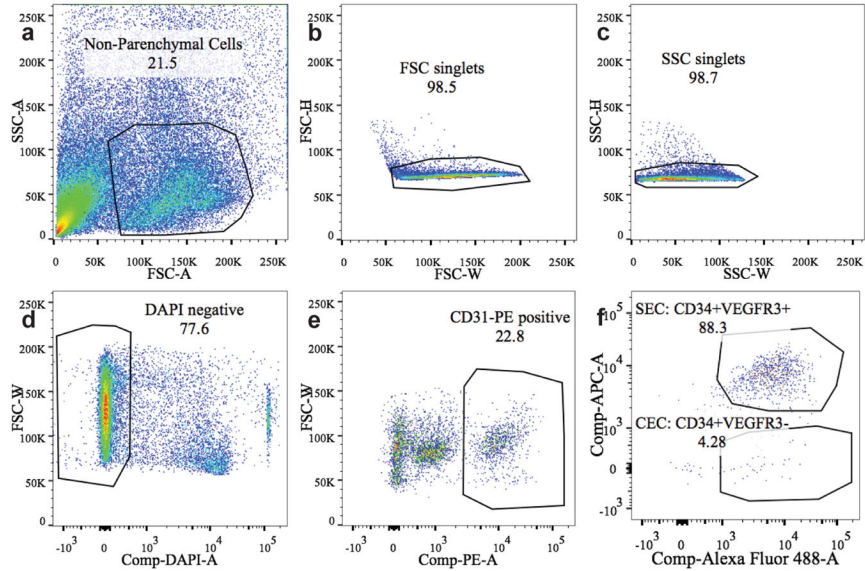 a
Non-Parenchymal Cells
21.5
SSC-A
250K
200K
150K
100K
50K
0
0 50K 100K 150K 200K 250K
FSC-A
b
FSC singlets
98.5
FSC-H
250K
200K
150K
100K
50K
0
0 50K 100K 150K 200K 250K
FSC-W
c
SSC singlets
98.7
SSC-H
250K
200K
150K
100K
50K
0
0 50K 100K 150K 200K 250K
SSC-W
d
DAPI negative
77.6
FSC-W
250K
200K
150K
100K
50K
0
-10³ 0 10³ 10⁴ 10⁵
Comp-DAPI-A
e
CD31-PE positive
22.8
FSC-W
250K
200K
150K
100K
50K
0
0 10³ 10⁴ 10⁵
Comp-PE-A
f
SEC: CD34+VEGFR3+
88.3
CEC: CD34+VEGFR3-
4.28
Comp-APC-A
10⁵
10⁴
10³
0
-10³
-10³ 0 10³ 10⁴ 10⁵
Comp-Alexa Fluor 488-A